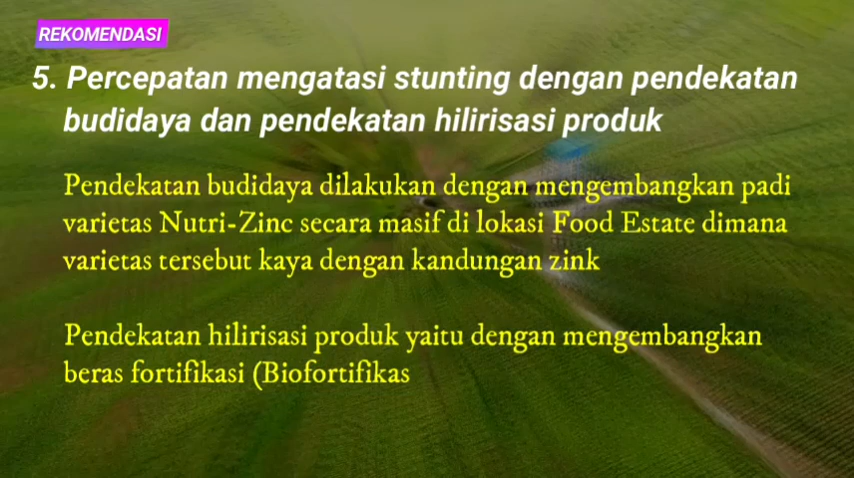 REKOMENDASI
5. Percepatan mengatasi stunting dengan pendekatan
budidaya dan pendekatan hilirisasi produk
Pendekatan budidaya dilakukan dengan mengembangkan padi
varietas Nutri-Zinc secara masif di lokasi Food Estate dimana
varietas tersebut kaya dengan kandungan zink
Pendekatan hilirisasi produk yaitu dengan mengembangkan
beras fortifikasi (Biofortifikas